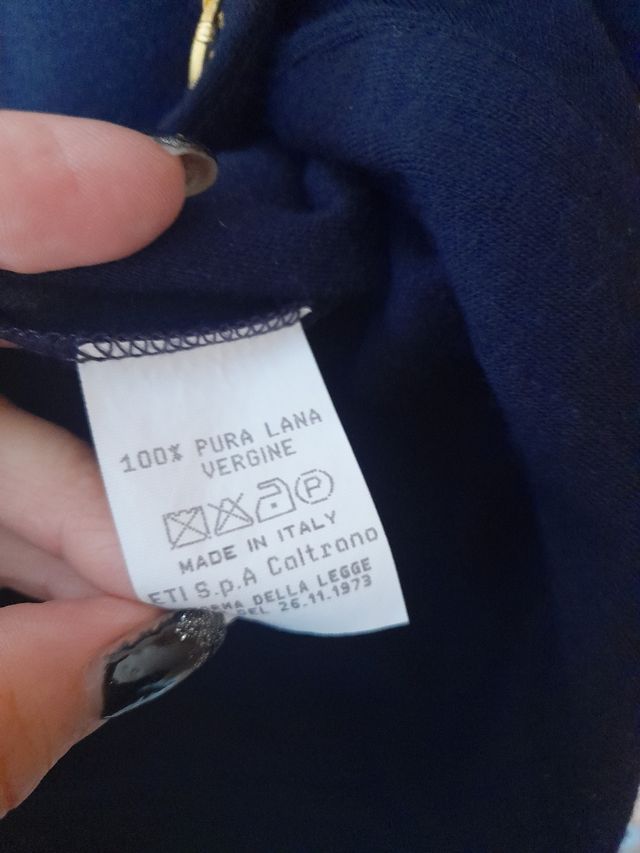 100% PURA LANA
VERGINE
P
MADE IN ITALY
ETI S.p.A Caltrano
DELLA LEGGE
DEL 26.11.1973